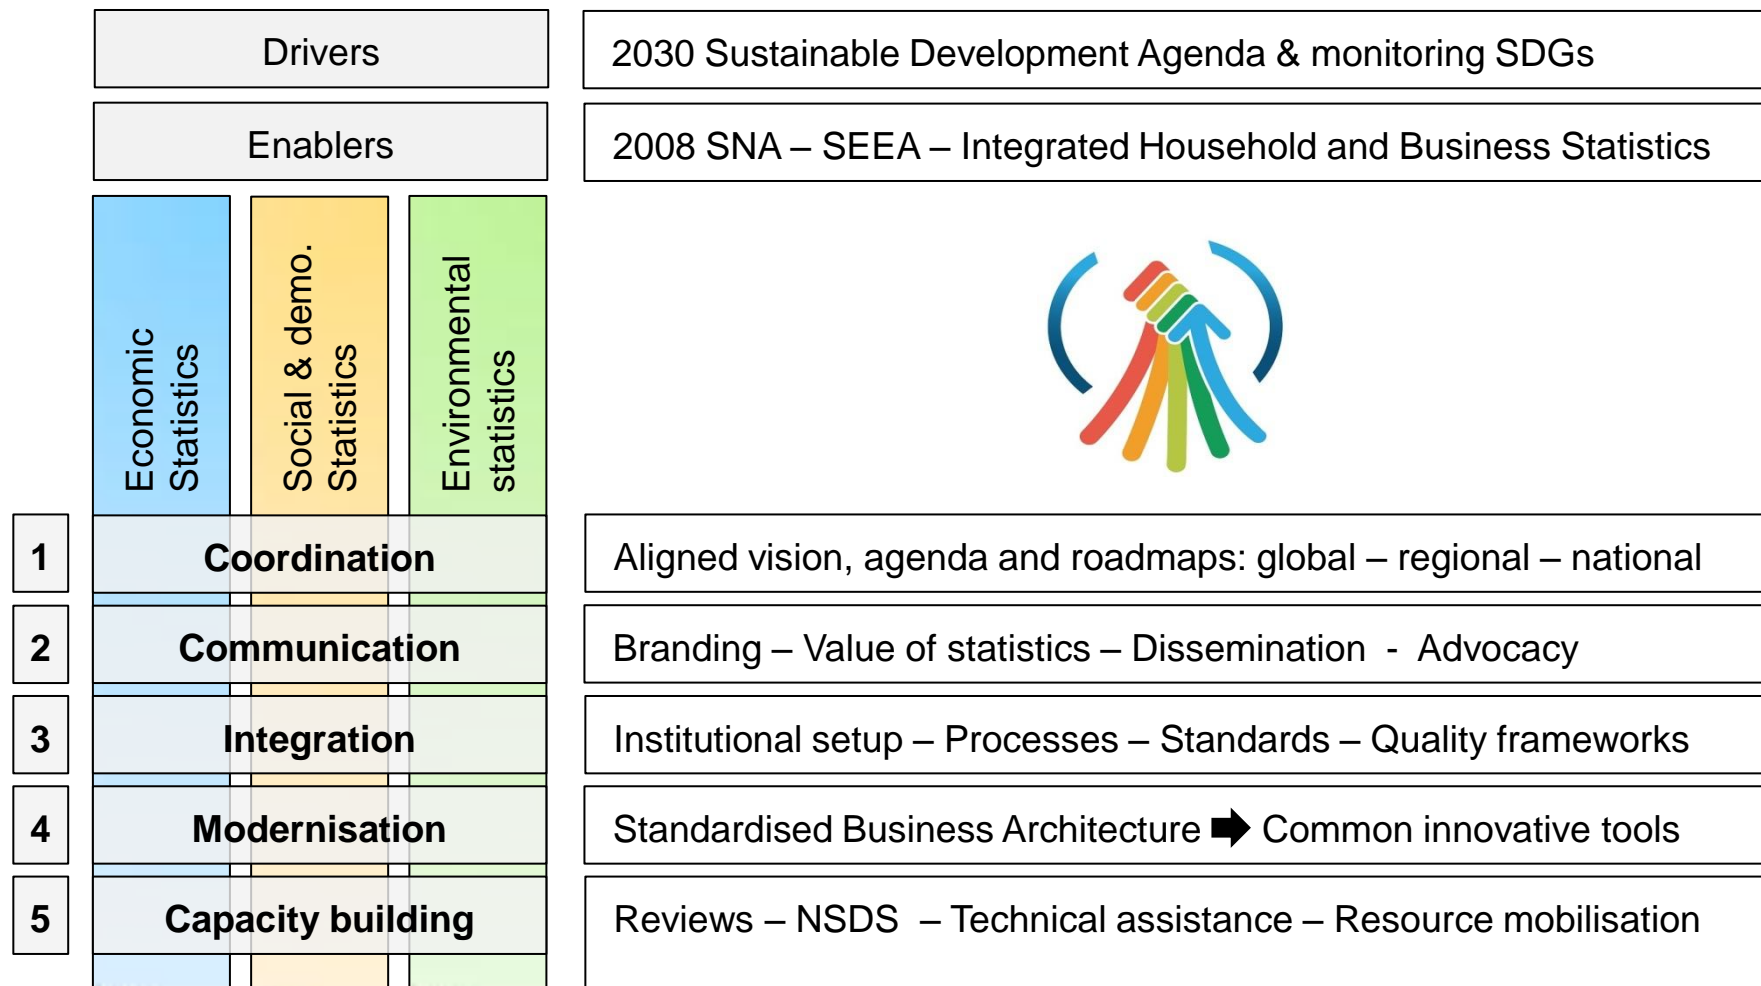 Drivers
2030 Sustainable Development Agenda & monitoring SDGs
Enablers
2008 SNA – SEEA – Integrated Household and Business Statistics
Economic
Statistics
Social & demo.
Statistics
Environmental
statistics
1
Coordination
Aligned vision, agenda and roadmaps: global – regional – national
2
Communication
Branding – Value of statistics – Dissemination - Advocacy
3
Integration
Institutional setup – Processes – Standards – Quality frameworks
4
Modernisation
Standardised Business Architecture ➡ Common innovative tools
5
Capacity building
Reviews – NSDS – Technical assistance – Resource mobilisation